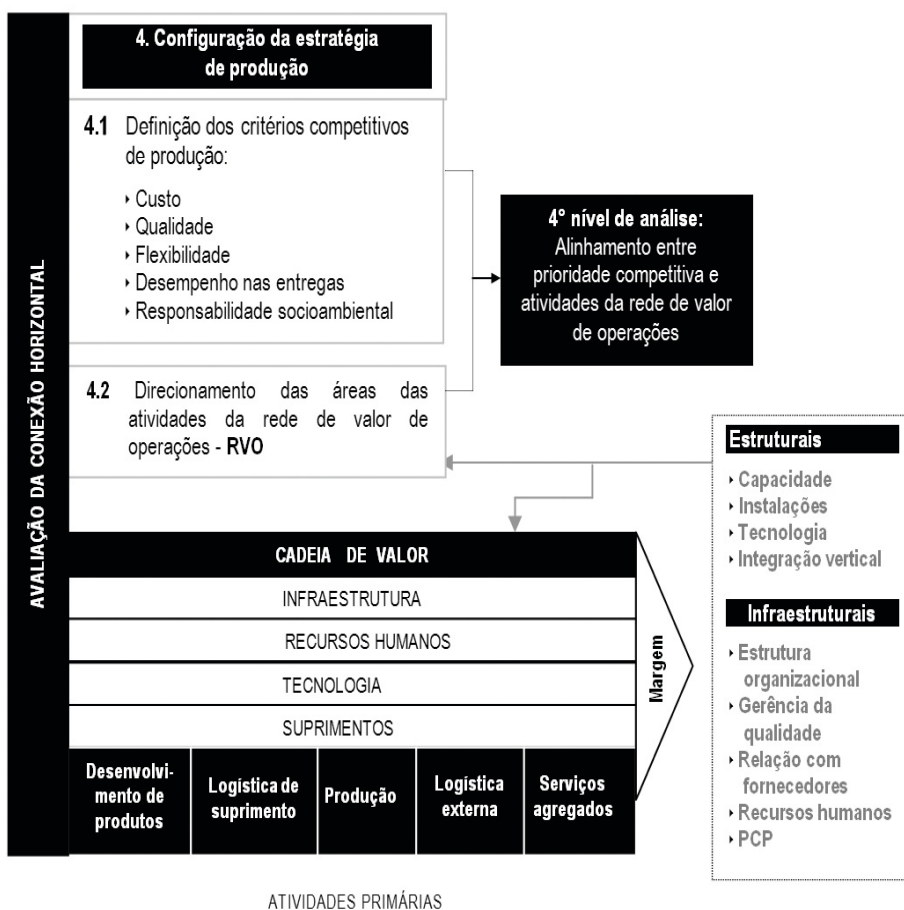 AVALIAÇÃO DA CONEXÃO HORIZONTAL
4. Configuração da estratégia
de produção
4.1 Definição dos critérios competitivos
de produção:
‣ Custo
‣ Qualidade
‣ Flexibilidade
‣ Desempenho nas entregas
‣ Responsabilidade socioambiental
4° nível de análise:
Alinhamento entre
prioridade competitiva e
atividades da rede de valor
de operações
4.2 Direcionamento das áreas das
atividades da rede de valor de
operações - RVO
Estruturais
‣ Capacidade
‣ Instalações
‣ Tecnologia
‣ Integração vertical
Infraestruturais
‣ Estrutura
organizacional
‣ Gerência da
qualidade
‣ Relação com
fornecedores
‣ Recursos humanos
‣ PCP
CADEIA DE VALOR
INFRAESTRUTURA
RECURSOS HUMANOS
TECNOLOGIA
SUPRIMENTOS
Margem
Desenvolvi-
mento de
produtos
Logística de
suprimento
Produção
Logística
externa
Serviços
agregados
ATIVIDADES PRIMÁRIAS